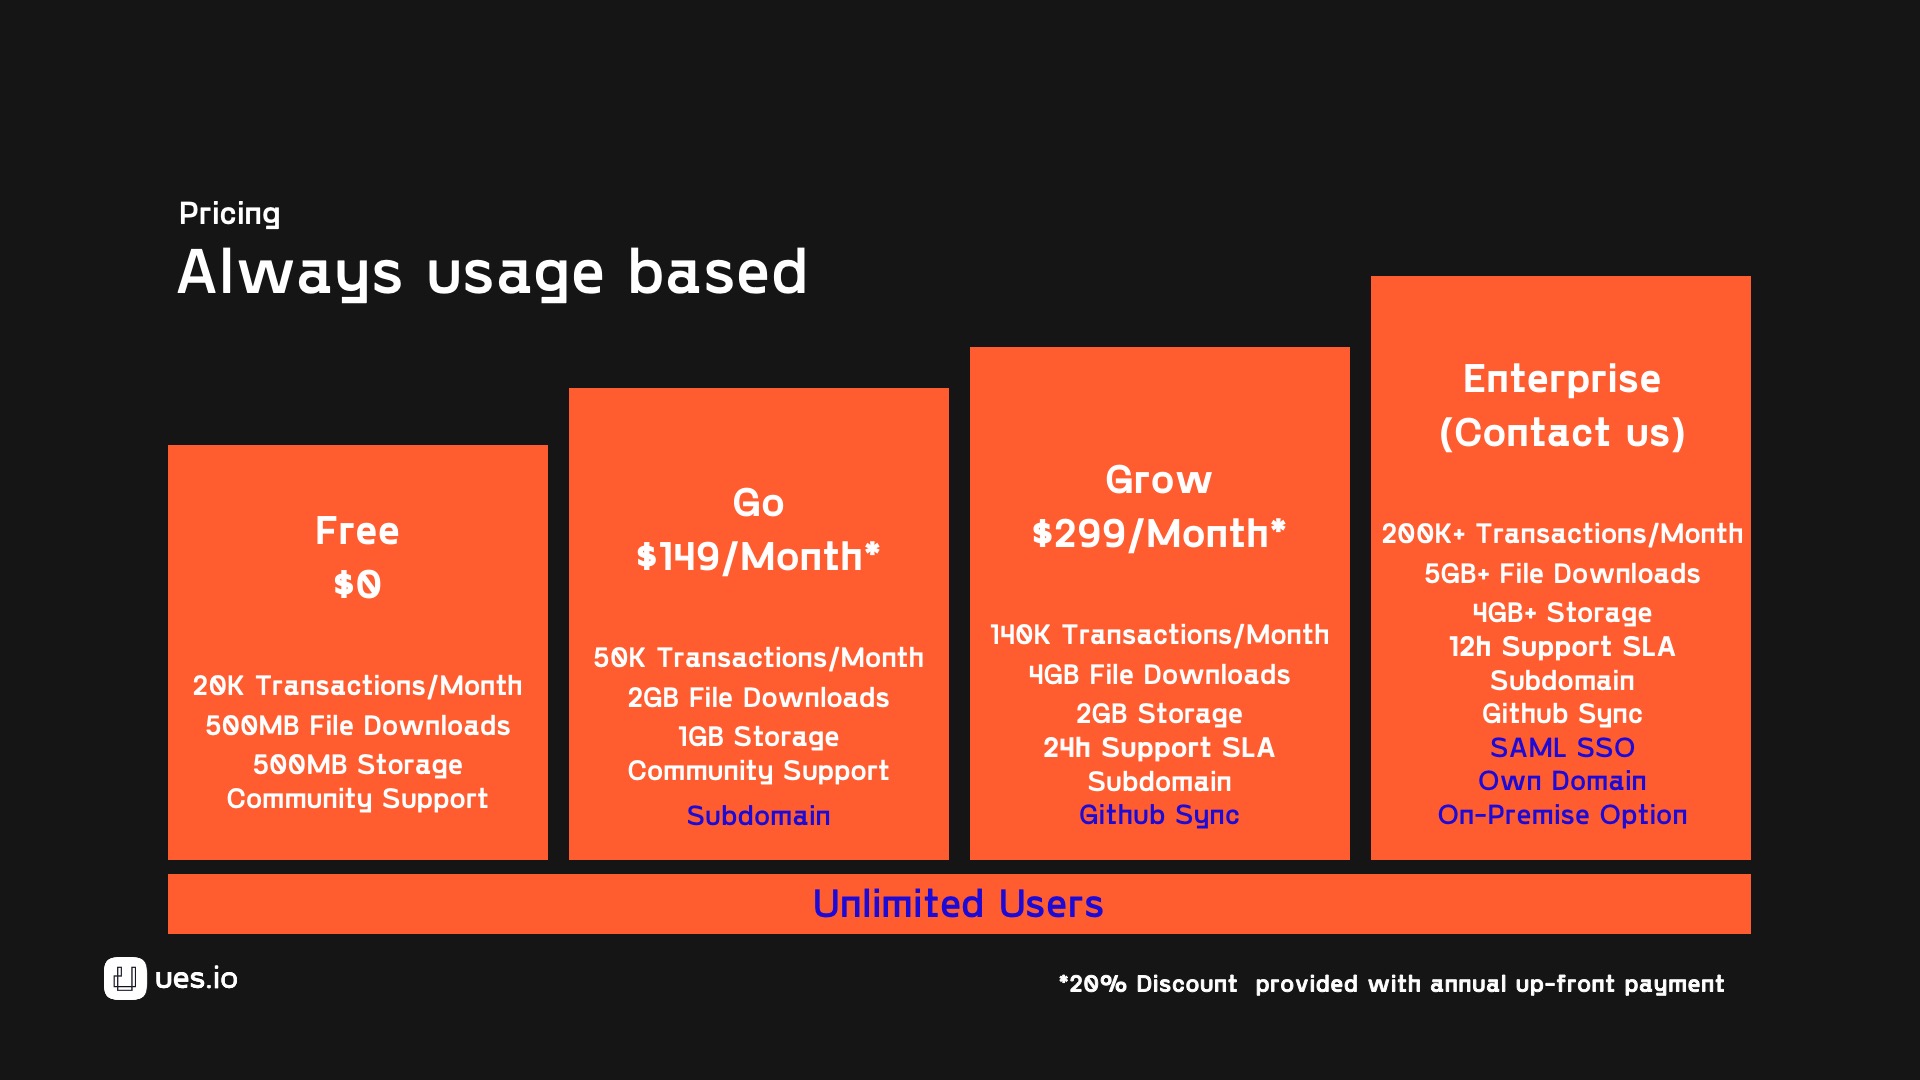 Pricing
Always usage based
Free
$0
20K Transactions/Month
500MB File Downloads
500MB Storage
Community Support
Go
$149/Month*
50K Transactions/Month
2GB File Downloads
1GB Storage
Community Support
Subdomain
Grow
$299/Month*
140K Transactions/Month
4GB File Downloads
2GB Storage
24h Support SLA
Subdomain
Github Sync
Enterprise
(Contact us)
200K+ Transactions/Month
5GB+ File Downloads
4GB+ Storage
12h Support SLA
Subdomain
Github Sync
SAML SSO
Own Domain
On-Premise Option
Unlimited Users
ues.io
*20% Discount  provided with annual up-front payment